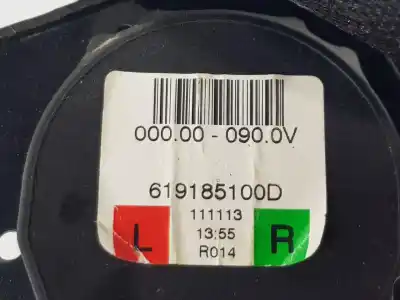 000.00 - 090.0V
619185100D
111113
L 13:55 R
R014